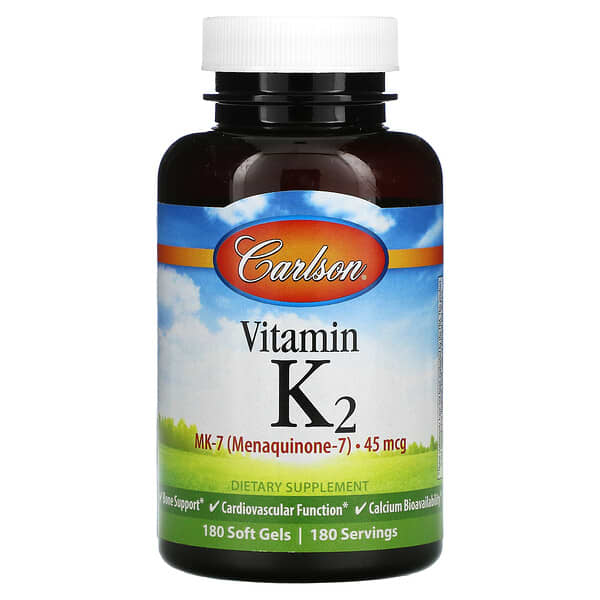 Carlson®
Vitamin
K2
MK-7 (Menaquinone-7) • 45 mcg
DIETARY SUPPLEMENT
✓ Bone Support* ✓ Cardiovascular Function* ✓ Calcium Bioavailability*
180 Soft Gels | 180 Servings